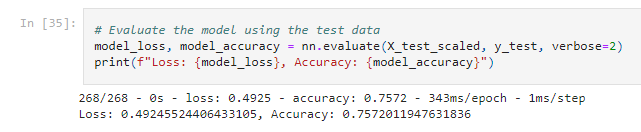 In [35]:
# Evaluate the model using the test data
model_loss, model_accuracy = nn.evaluate(X_test_scaled, y_test, verbose=2)
print(f"Loss: {model_loss}, Accuracy: {model_accuracy}")
268/268 - 0s - loss: 0.4925 - accuracy: 0.7572 - 343ms/epoch - 1ms/step
Loss: 0.49245524406433105, Accuracy: 0.7572011947631836